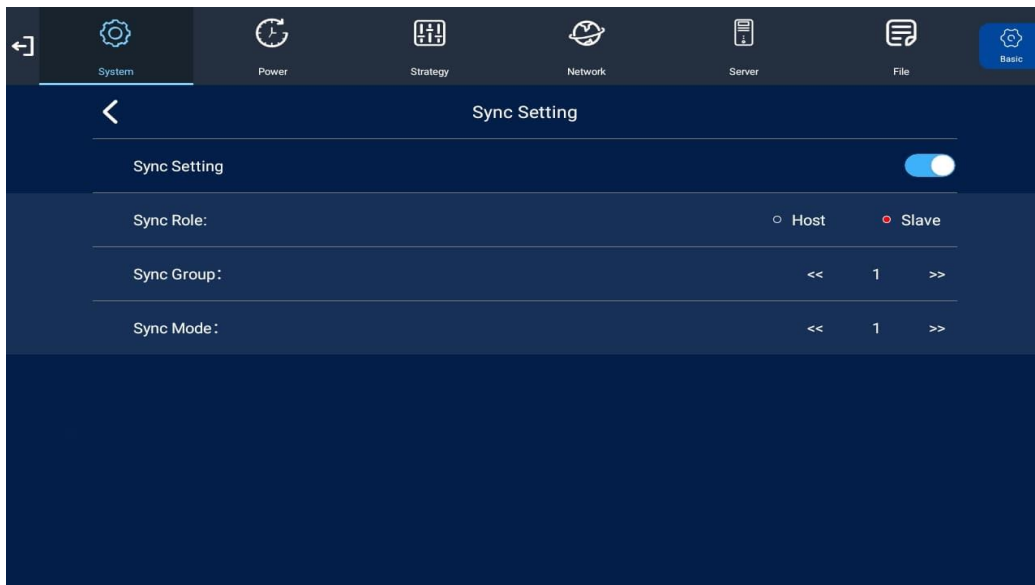 System
Power
Strategy
Network
Server
File
Basic
Sync Setting
Sync Setting
Sync Role: Host Slave
Sync Group： << 1 >>
Sync Mode： << 1 >>